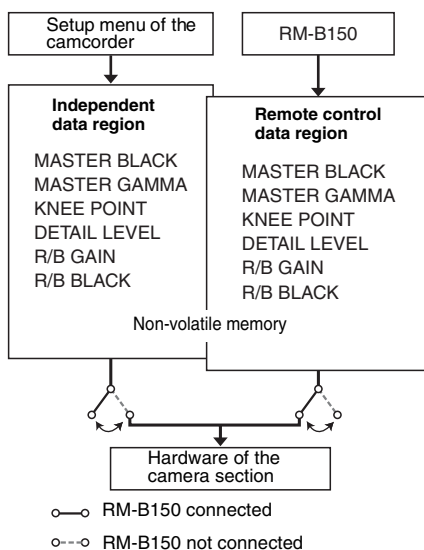 Setup menu of the
camcorder
RM-B150
Independent
data region
MASTER BLACK
MASTER GAMMA
KNEE POINT
DETAIL LEVEL
R/B GAIN
R/B BLACK
Remote control
data region
MASTER BLACK
MASTER GAMMA
KNEE POINT
DETAIL LEVEL
R/B GAIN
R/B BLACK
Non-volatile memory
Hardware of the
camera section
RM-B150 connected
RM-B150 not connected